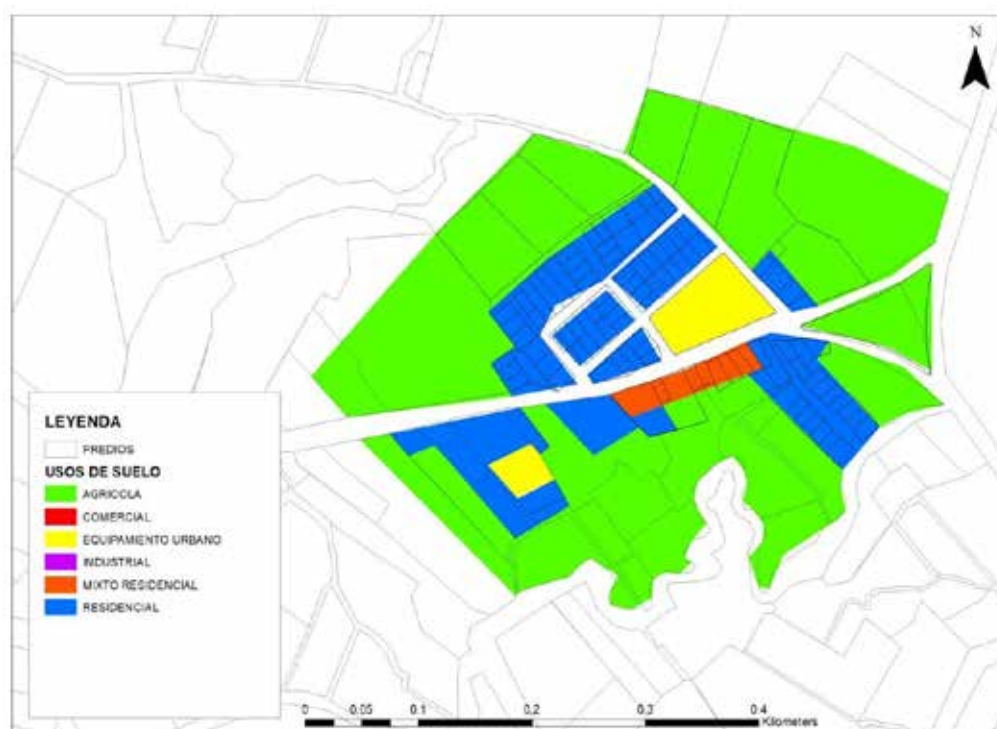 N
LEYENDA
PREDIOS
USOS DE SUELO
AGRICOLA
COMERCIAL
EQUIPAMIENTO URBANO
INDUSTRIAL
MIXTO RESIDENCIAL
RESIDENCIAL
0 0.05 0.1 0.2 0.3 0.4
Kilometers